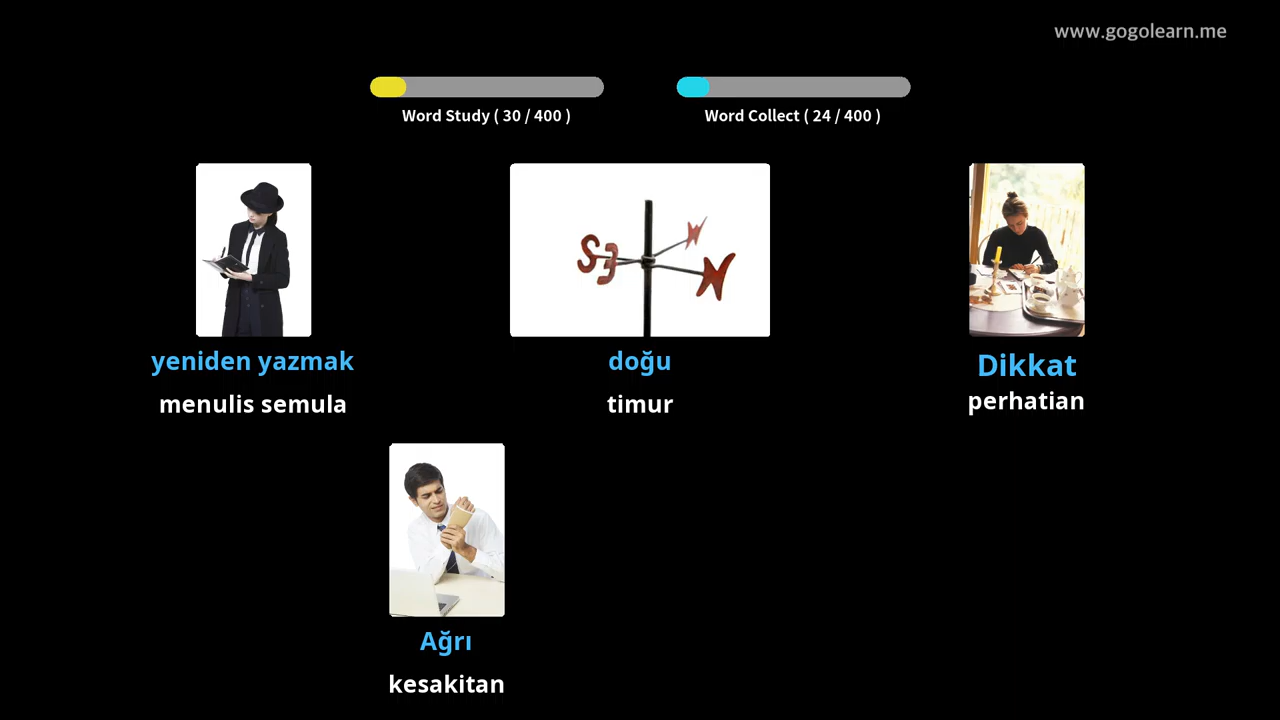 www.gogolearn.me
Word Study ( 30 / 400 )
Word Collect ( 24 / 400 )
S E W N
yeniden yazmak
menulis semula
doğu
timur
Dikkat
perhatian
Ağrı
kesakitan